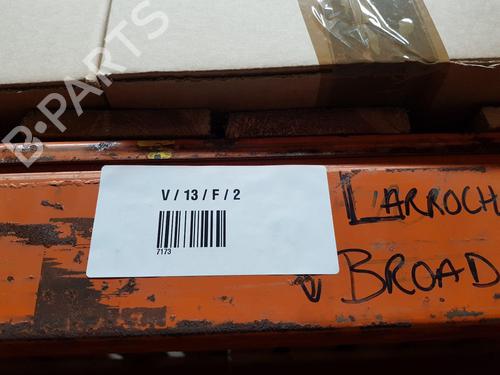 B-PARTS
V / 13 / F / 2
7173
LARROCH
BROAD